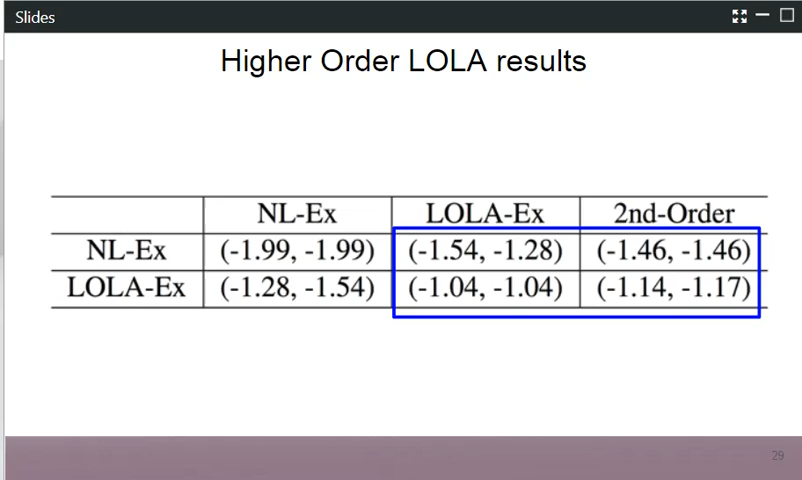 Slides
Higher Order LOLA results
NL-Ex LOLA-Ex 2nd-Order
NL-Ex (-1.99, -1.99) (-1.54, -1.28) (-1.46, -1.46)
LOLA-Ex (-1.28, -1.54) (-1.04, -1.04) (-1.14, -1.17)
29